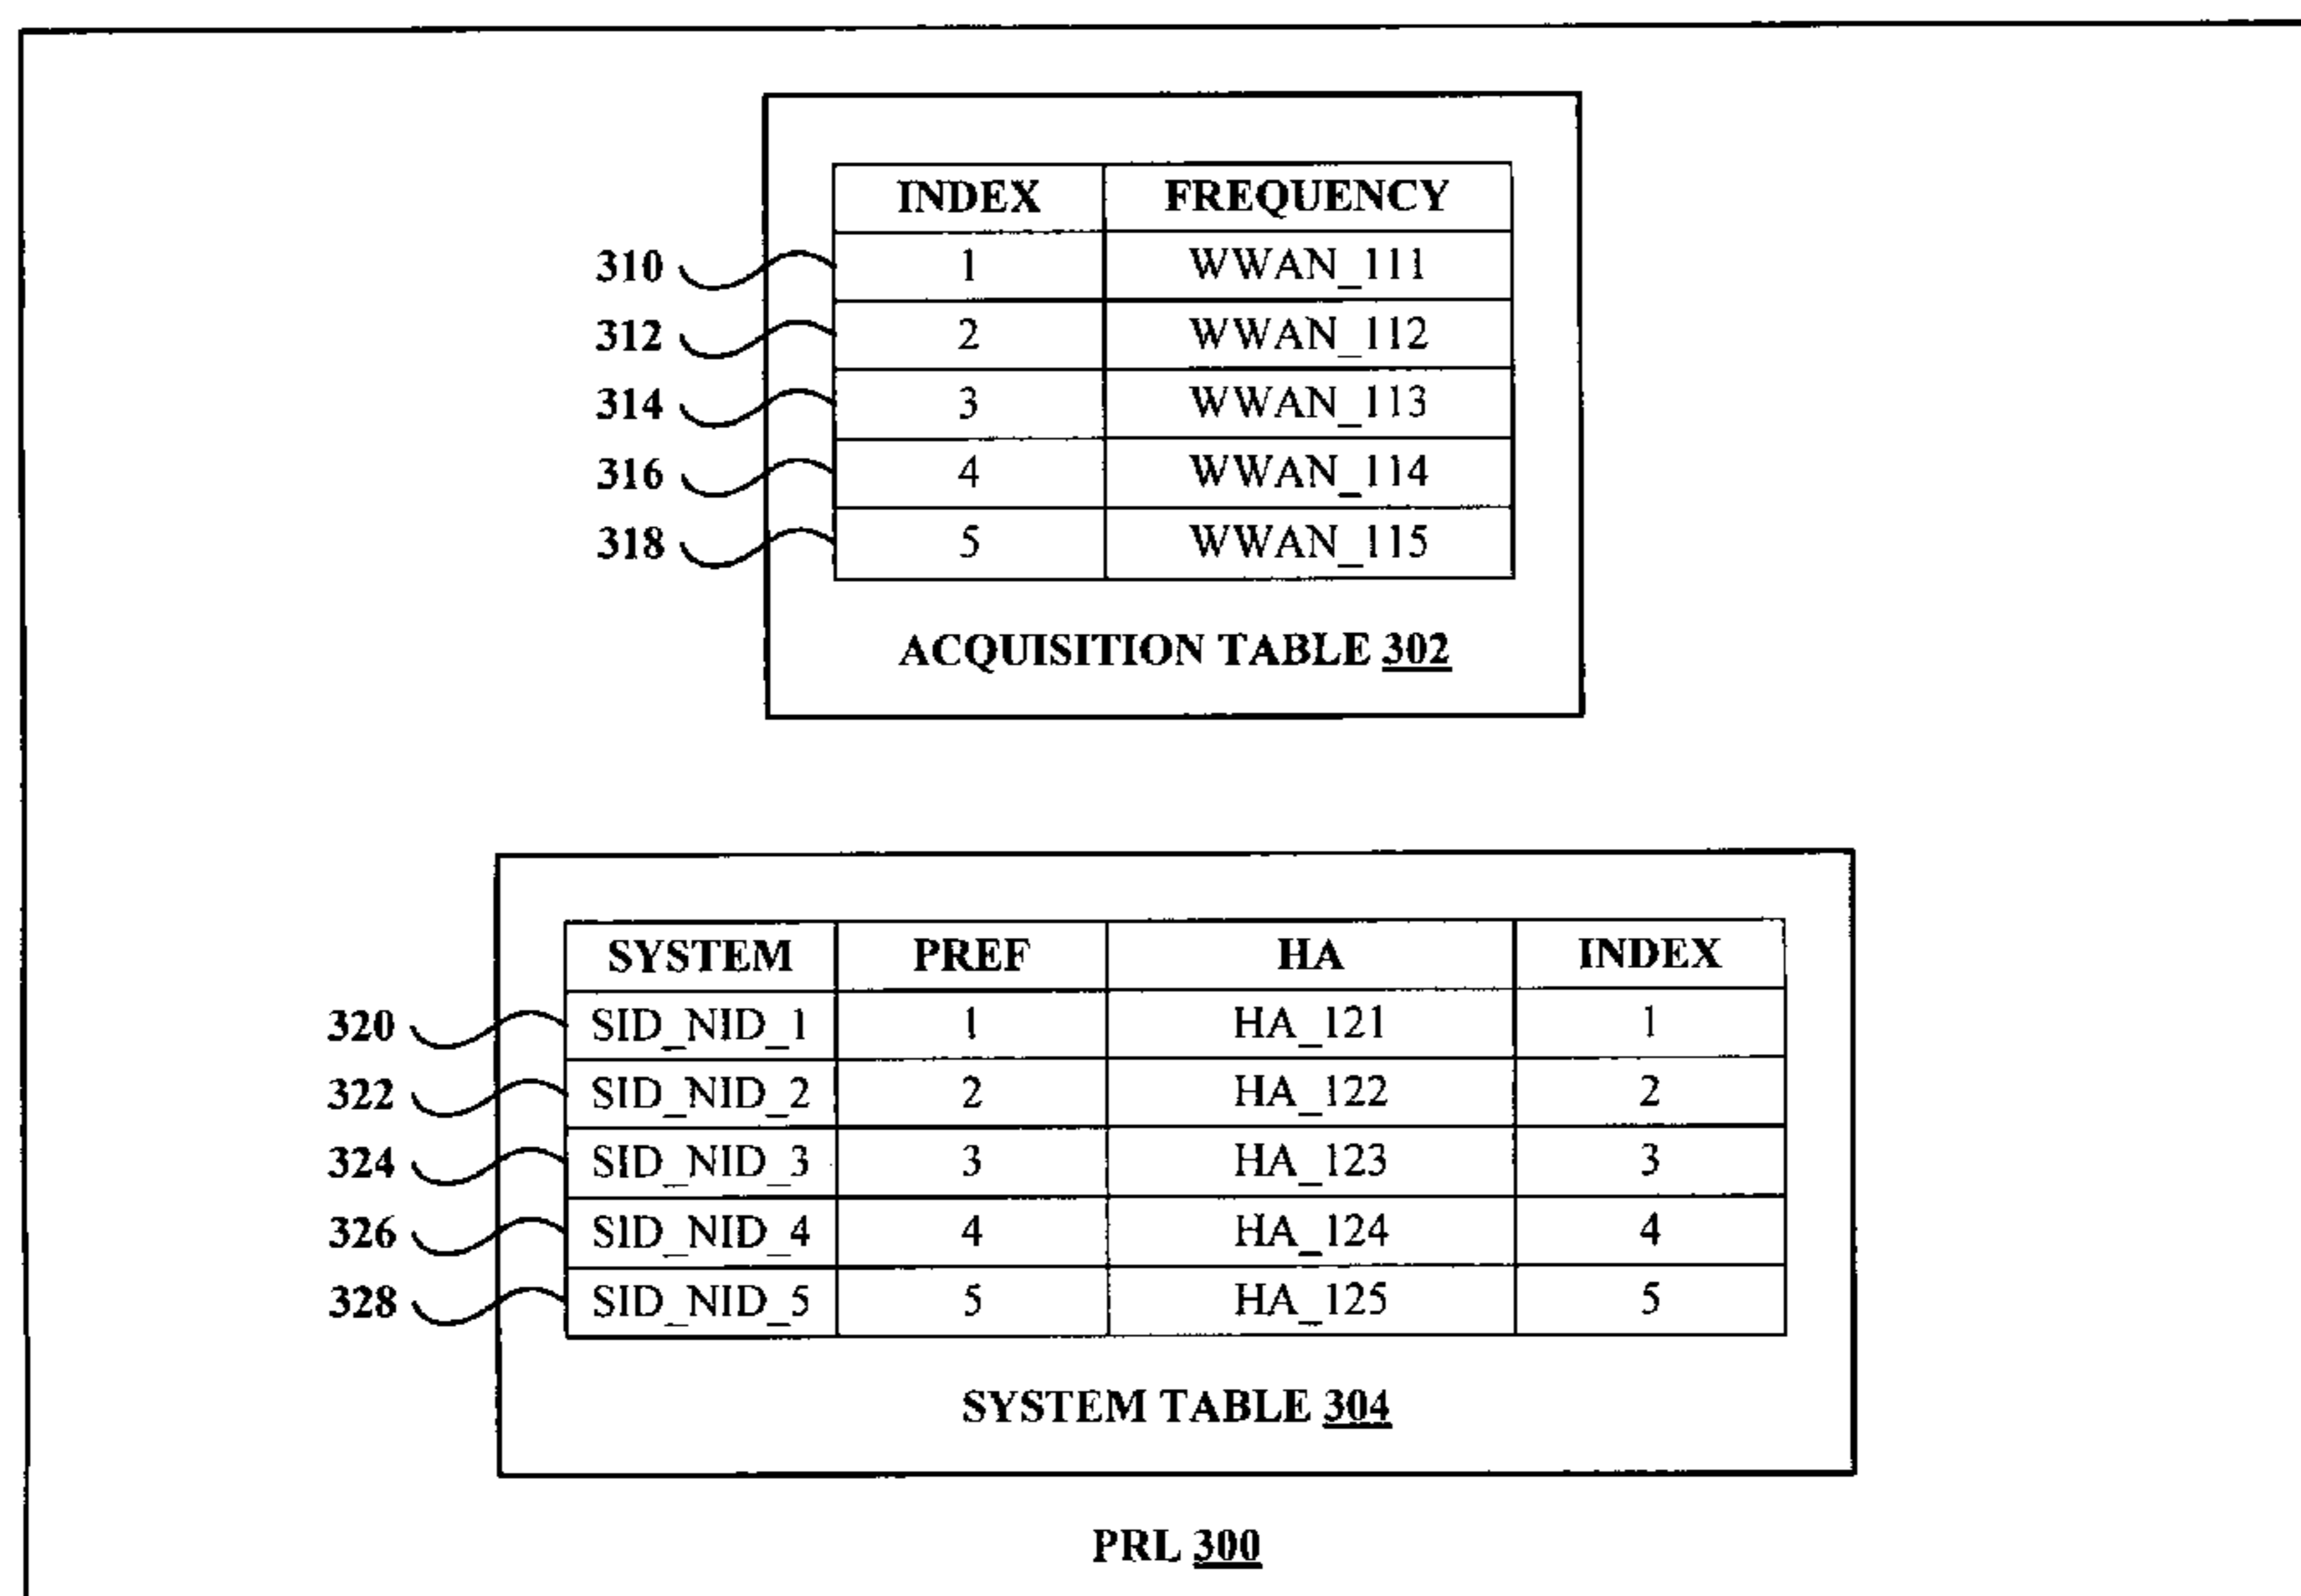 INDEX FREQUENCY
310 1 WWAN_111
312 2 WWAN_112
314 3 WWAN_113
316 4 WWAN_114
318 5 WWAN_115
ACQUISITION TABLE 302
SYSTEM PREF HA INDEX
320 SID_NID_1 1 HA_121 1
322 SID_NID_2 2 HA_122 2
324 SID_NID_3 3 HA_123 3
326 SID_NID_4 4 HA_124 4
328 SID_NID_5 5 HA_125 5
SYSTEM TABLE 304
PRL 300